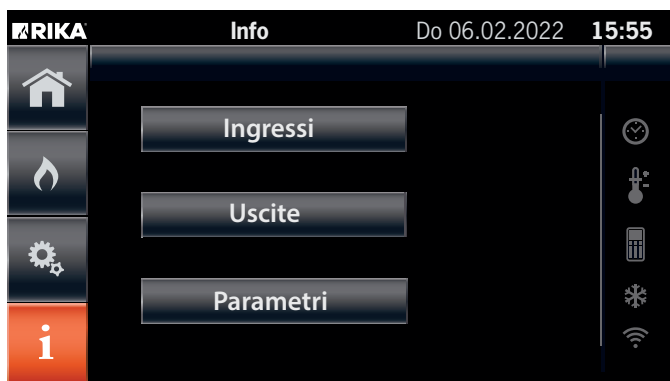 RIKA Info Do 06.02.2022 15:55
Ingressi
Uscite
Parametri
i